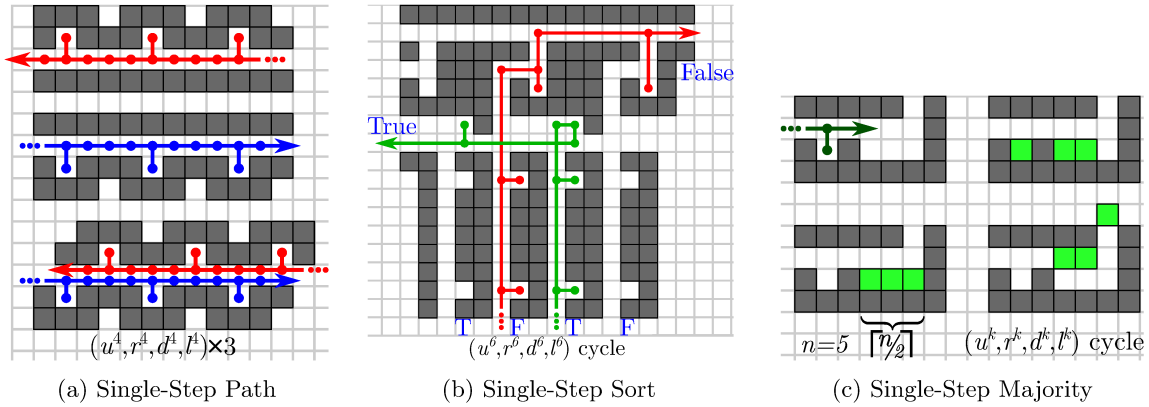 False
True
T F T F
(u⁴,r⁴,d⁴,l⁴)×3
(u⁶,r⁶,d⁶,l⁶) cycle
n=5 ⌈n/2⌉ (uᵏ,rᵏ,dᵏ,lᵏ) cycle
(a) Single-Step Path (b) Single-Step Sort (c) Single-Step Majority